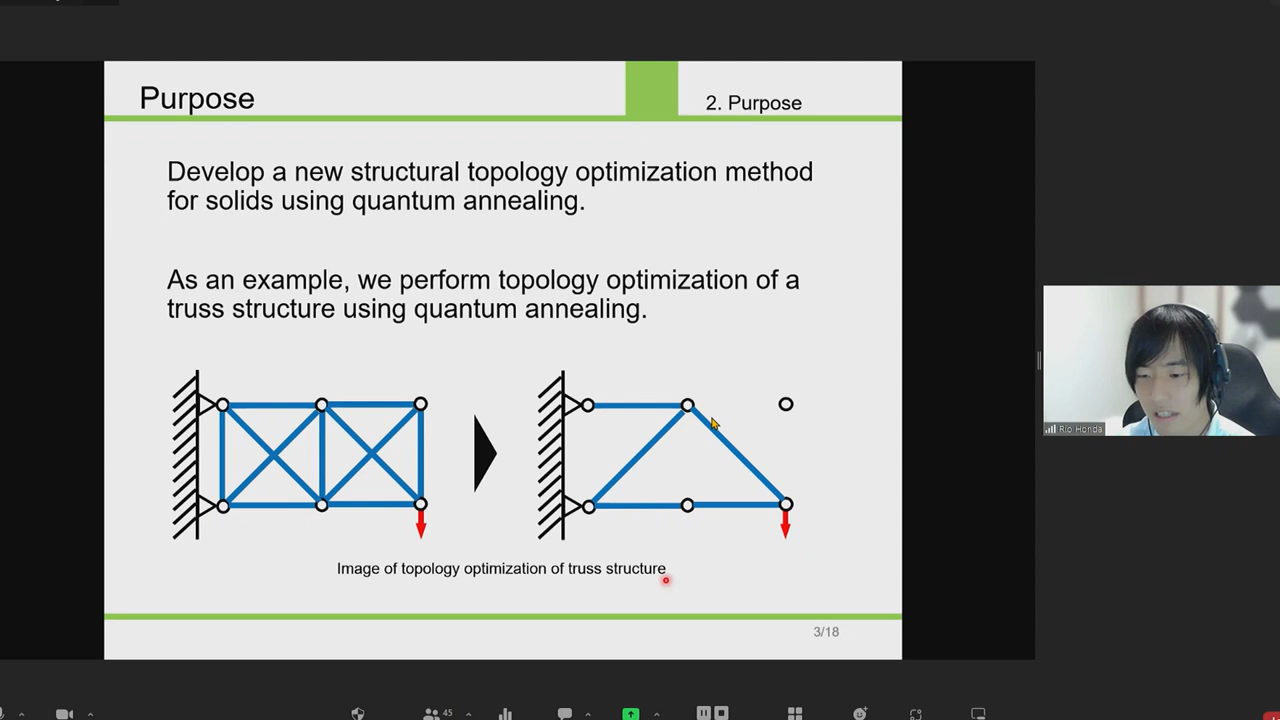 Purpose
2. Purpose
Develop a new structural topology optimization method
for solids using quantum annealing.
As an example, we perform topology optimization of a
truss structure using quantum annealing.
Image of topology optimization of truss structure
3/18
Rio Honda
45